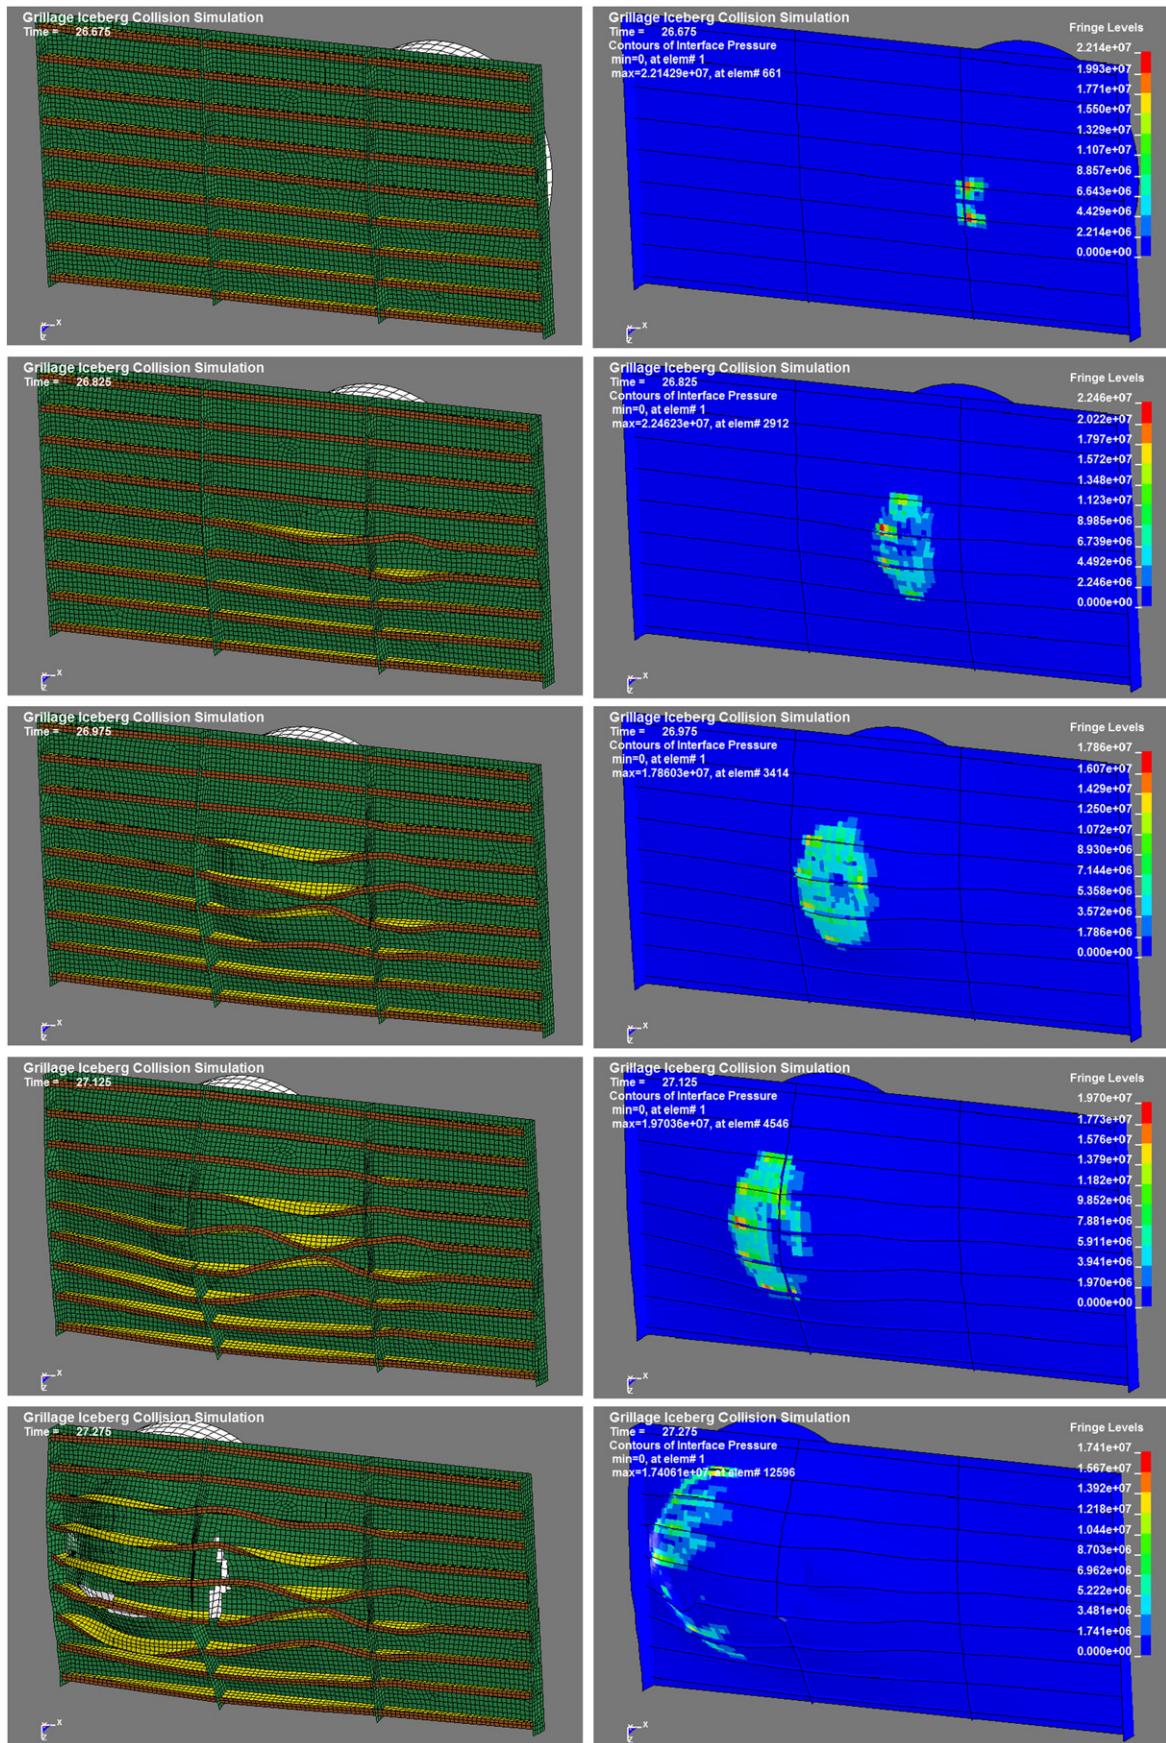 Grillage Iceberg Collision Simulation
Time = 26.675
X
Z
Grillage Iceberg Collision Simulation
Time = 26.675
Contours of Interface Pressure
min=0, at elem# 1
max=2.21429e+07, at elem# 661
Fringe Levels
2.214e+07
1.993e+07
1.771e+07
1.550e+07
1.329e+07
1.107e+07
8.857e+06
6.643e+06
4.429e+06
2.214e+06
0.000e+00
X
Z
Grillage Iceberg Collision Simulation
Time = 26.825
X
Z
Grillage Iceberg Collision Simulation
Time = 26.825
Contours of Interface Pressure
min=0, at elem# 1
max=2.24623e+07, at elem# 2912
Fringe Levels
2.246e+07
2.022e+07
1.797e+07
1.572e+07
1.348e+07
1.123e+07
8.985e+06
6.739e+06
4.492e+06
2.246e+06
0.000e+00
X
Z
Grillage Iceberg Collision Simulation
Time = 26.975
X
Z
Grillage Iceberg Collision Simulation
Time = 26.975
Contours of Interface Pressure
min=0, at elem# 1
max=1.78603e+07, at elem# 3414
Fringe Levels
1.786e+07
1.607e+07
1.429e+07
1.250e+07
1.072e+07
8.930e+06
7.144e+06
5.358e+06
3.572e+06
1.786e+06
0.000e+00
X
Z
Grillage Iceberg Collision Simulation
Time = 27.125
X
Z
Grillage Iceberg Collision Simulation
Time = 27.125
Contours of Interface Pressure
min=0, at elem# 1
max=1.97036e+07, at elem# 4546
Fringe Levels
1.970e+07
1.773e+07
1.576e+07
1.379e+07
1.182e+07
9.852e+06
7.881e+06
5.911e+06
3.941e+06
1.970e+06
0.000e+00
X
Z
Grillage Iceberg Collision Simulation
Time = 27.275
X
Z
Grillage Iceberg Collision Simulation
Time = 27.275
Contours of Interface Pressure
min=0, at elem# 1
max=1.74061e+07, at elem# 12596
Fringe Levels
1.741e+07
1.567e+07
1.392e+07
1.218e+07
1.044e+07
8.703e+06
6.962e+06
5.222e+06
3.481e+06
1.741e+06
0.000e+00
X
Z